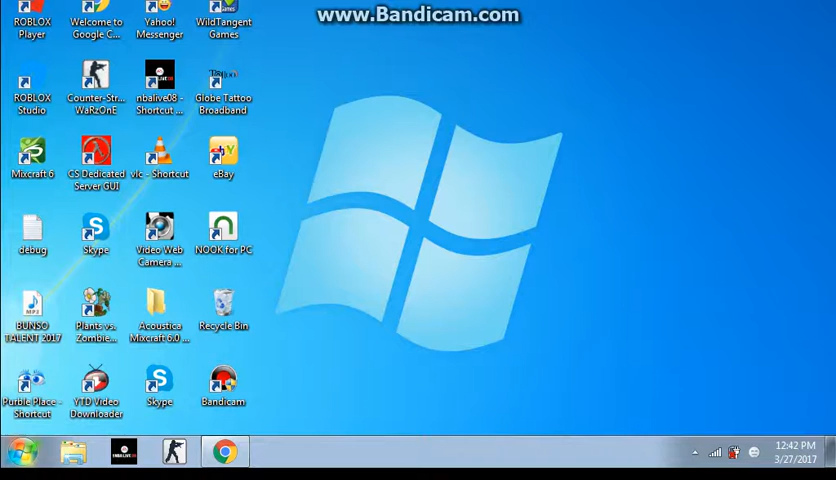 www.Bandicam.com
ROBLOX
Player
Welcome to
Google C...
Yahoo!
Messenger
WildTangent
Games
ROBLOX
Studio
Counter-Str...
WaRzOnE
nbalive08 -
Shortcut ...
Globe Tattoo
Broadband
Mixcraft 6
CS Dedicated
Server GUI
vlc - Shortcut
eBay
debug
Skype
Video Web
Camera ...
NOOK for PC
BUNSO
TALENT 2017
Plants vs.
Zombie...
Acoustica
Mixcraft 6.0 ...
Recycle Bin
Purble Place -
Shortcut
YTD Video
Downloader
Skype
Bandicam
12:42 PM
3/27/2017